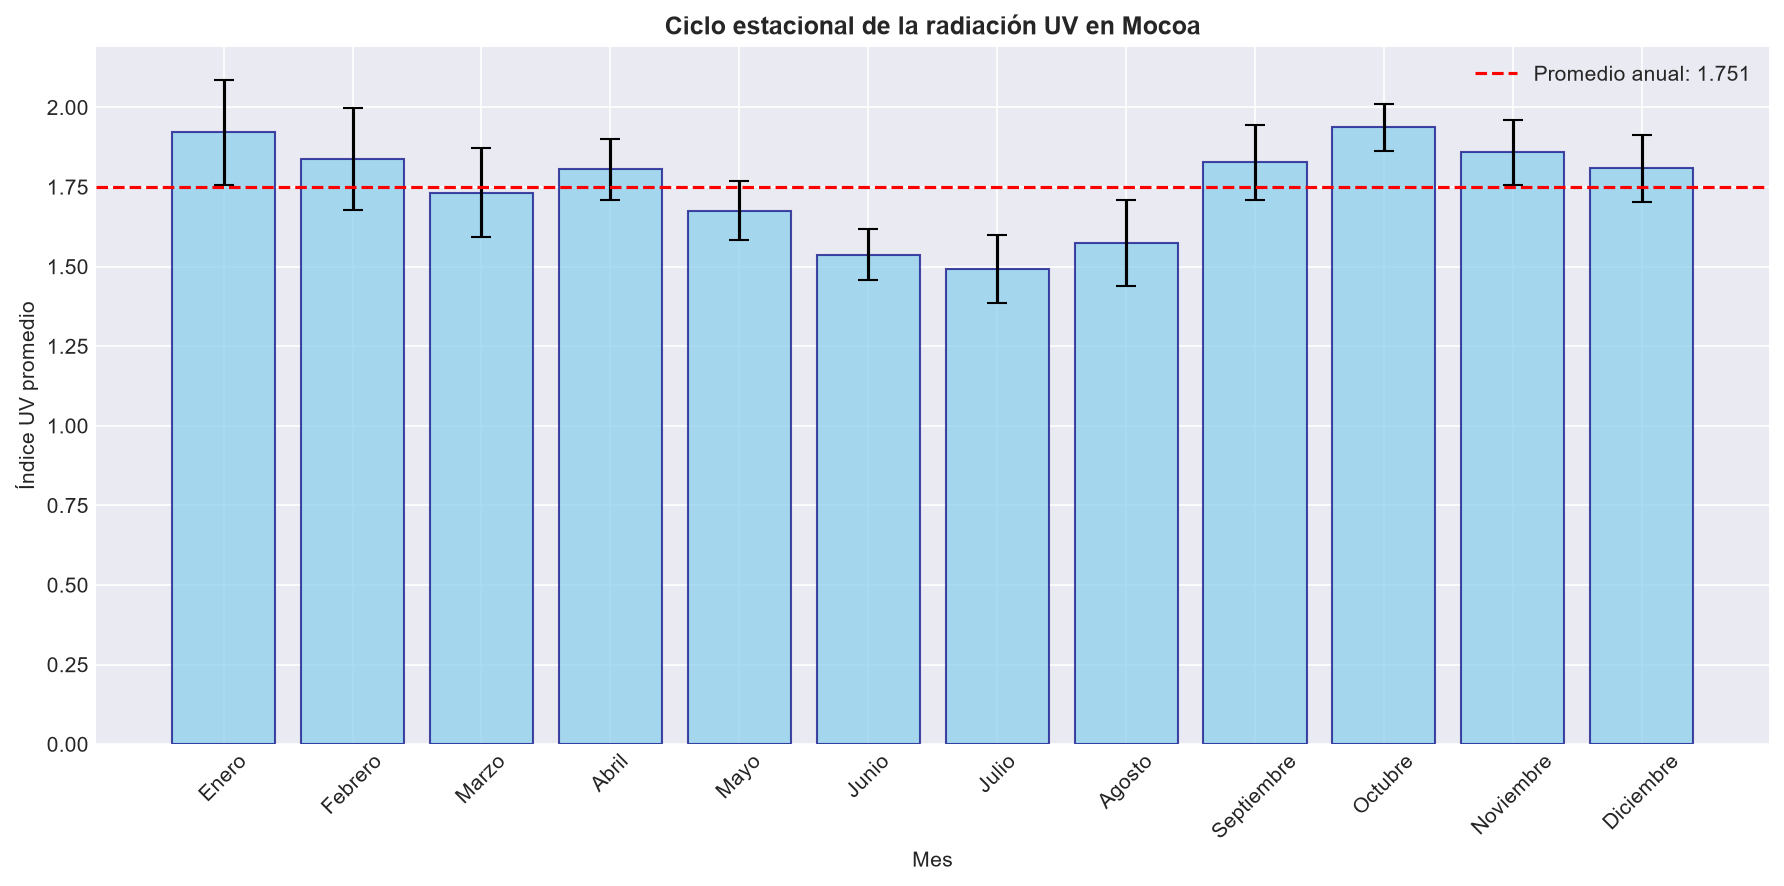 Ciclo estacional de la radiación UV en Mocoa
Promedio anual: 1.751
Índice UV promedio
2.00
1.75
1.50
1.25
1.00
0.75
0.50
0.25
0.00
Enero
Febrero
Marzo
Abril
Mayo
Junio
Julio
Agosto
Septiembre
Octubre
Noviembre
Diciembre
Mes